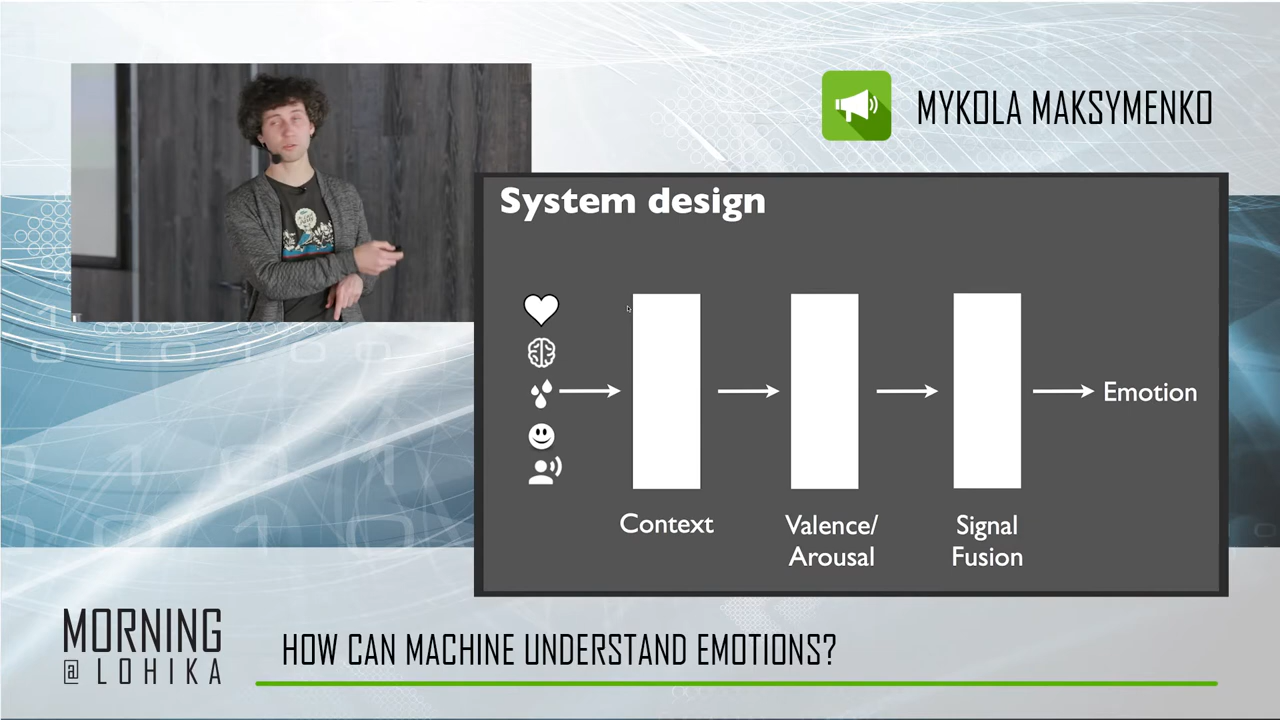 MYKOLA MAKSYMENKO
System design
Emotion
Context
Valence/
Arousal
Signal
Fusion
MORNING
@ LOHIKA
HOW CAN MACHINE UNDERSTAND EMOTIONS?